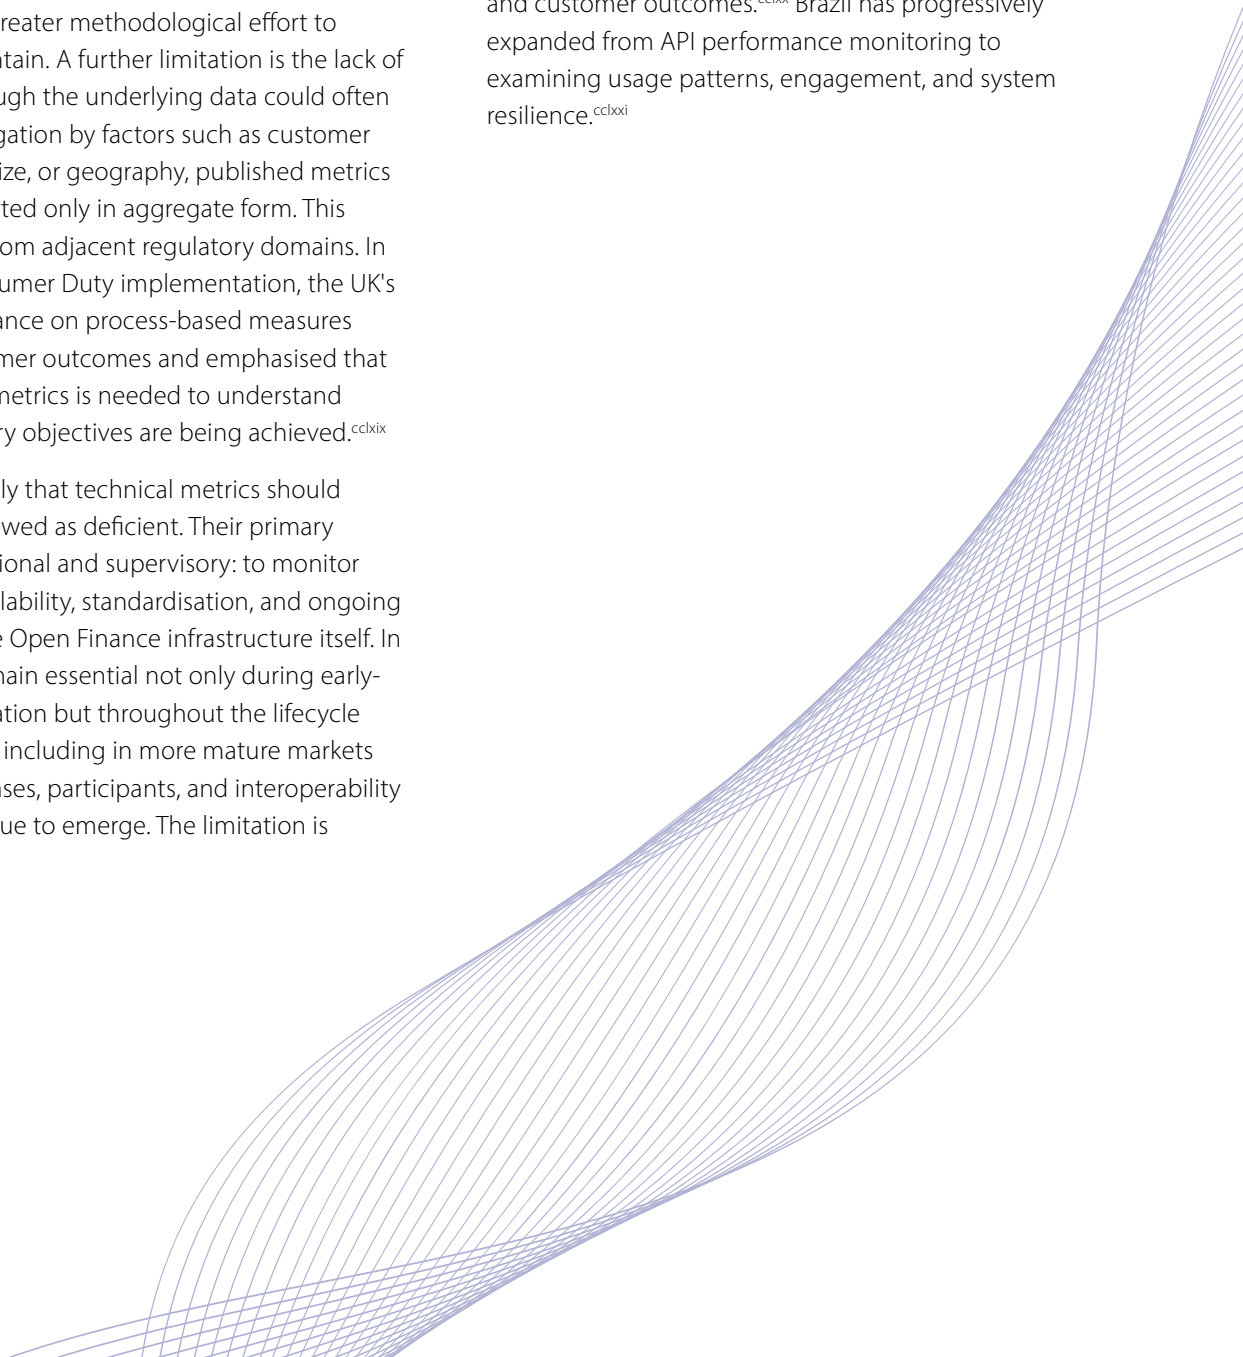 reater methodological effort to
tain. A further limitation is the lack of
ugh the underlying data could often
gation by factors such as customer
ize, or geography, published metrics
ted only in aggregate form. This
om adjacent regulatory domains. In
umer Duty implementation, the UK's
ance on process-based measures
mer outcomes and emphasised that
metrics is needed to understand
ry objectives are being achieved.cclxix
ly that technical metrics should
wed as deficient. Their primary
ional and supervisory: to monitor
lability, standardisation, and ongoing
e Open Finance infrastructure itself. In
main essential not only during early-
ation but throughout the lifecycle
including in more mature markets
ases, participants, and interoperability
ue to emerge. The limitation is
and customer outcomes.cclxx Brazil has progressively
expanded from API performance monitoring to
examining usage patterns, engagement, and system
resilience.cclxxi